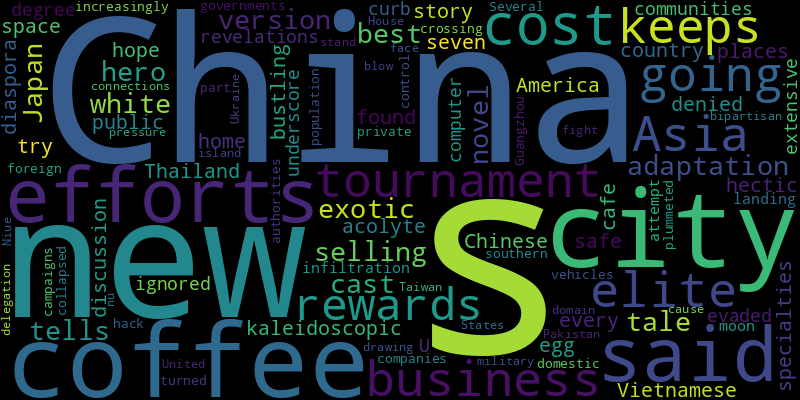 increasingly governments.
degree curb story
space version House keeps
communities
crossing cost
revelations best seven stand
diaspora Japan hope
China
bustling face country places
hero connections going
white underscore blow America
public pressure Ukraine population control computer novel denied extensive
part found bipartisan
try home private Guangzhou Asia
island fight
foreign Thailand adaptation
efforts tournament hectic
authorities exotic cafe attempt plummeted landing
Niue acolyte Chinese city
discussion selling safe
new s southern
delegation campaigns collapsed ignored infiltration vehicles
nu cast Taiwan elite
rewards domain evaded specialties
tells hack kaleidoscopic States every tale cause moon
U egg Pakistan
coffee drawing said
United companies military domestic
turned business Vietnamese